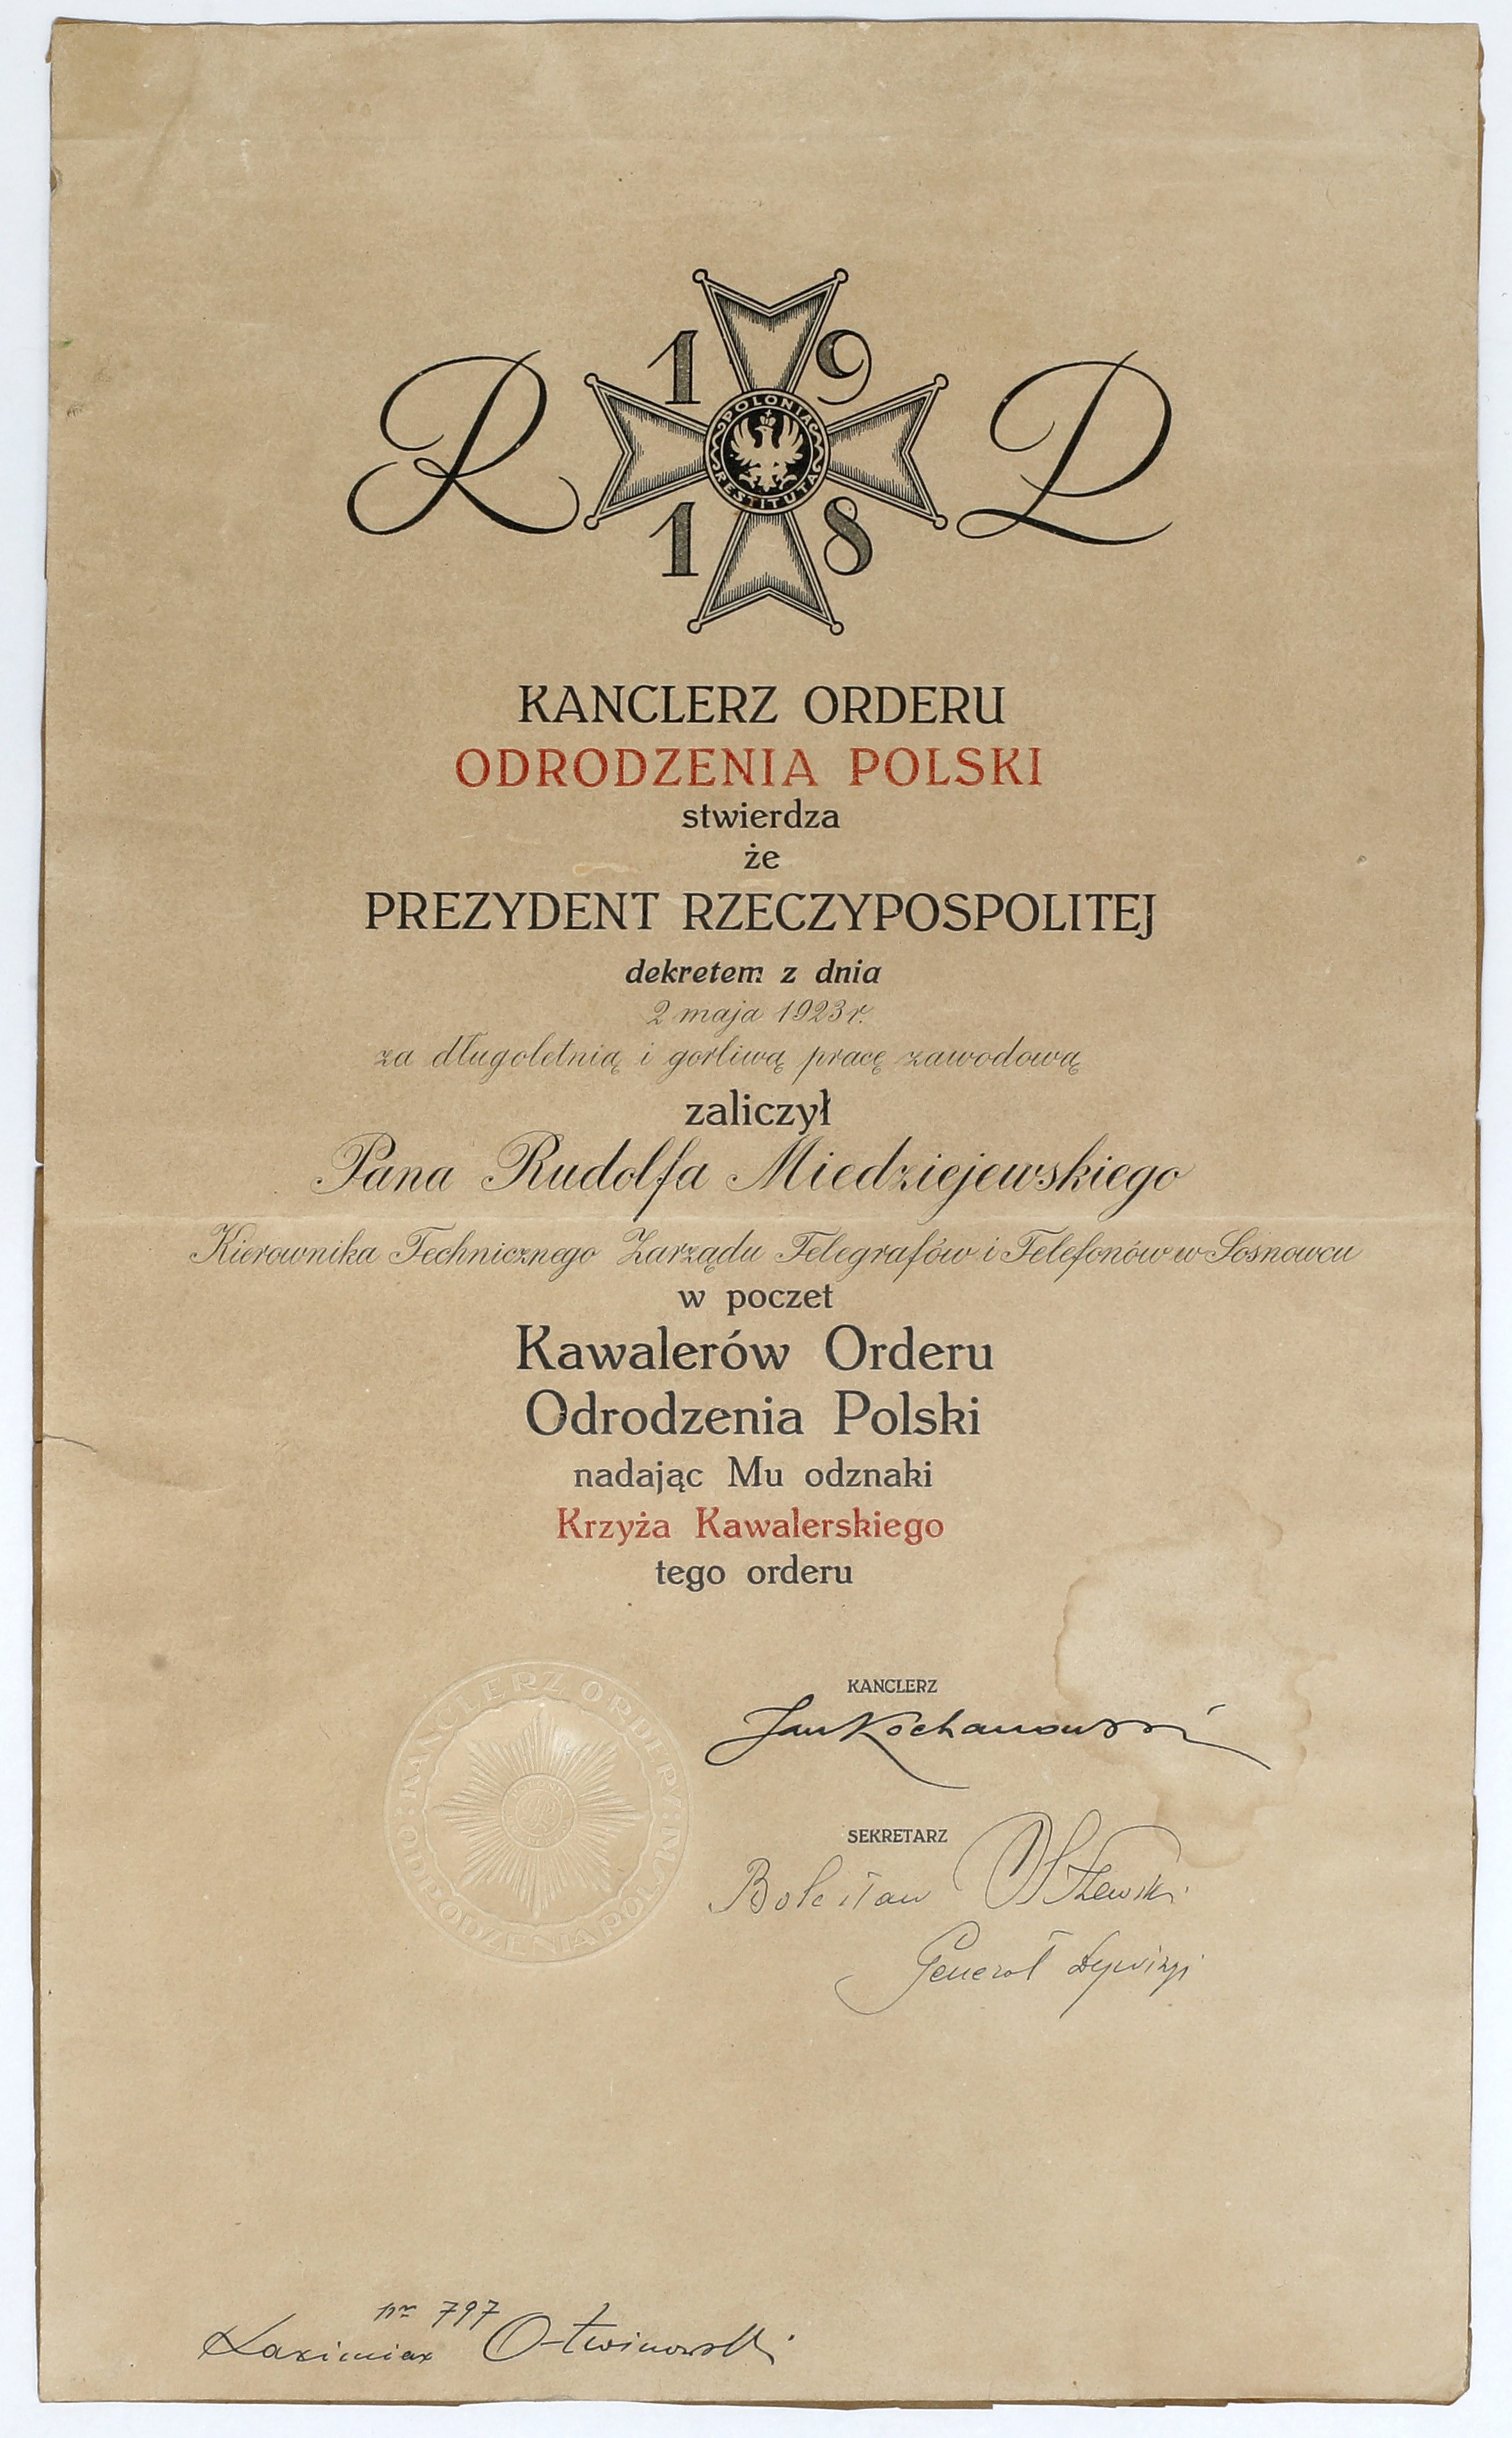 R 19 P
POLONIA
RESTITUTA
18
KANCLERZ ORDERU
ODRODZENIA POLSKI
stwierdza
że
PREZYDENT RZECZYPOSPOLITEJ
dekretem z dnia
2 maja 1923 r.
za długoletnią i gorliwą pracę zawodową
zaliczył
Pana Rudolfa Miedziejewskiego
Kierownika Technicznego Zarządu Telegrafów i Telefonów w Sosnowcu
w poczet
Kawalerów Orderu
Odrodzenia Polski
nadając Mu odznaki
Krzyża Kawalerskiego
tego orderu
KANCLERZ
Jan Kochanowski
SEKRETARZ
Bolesław
Generał Dywizji
KANCLERZ ORDERU
ODRODZENIA POLSKI
nr 797
Kazimierz Otwinowski